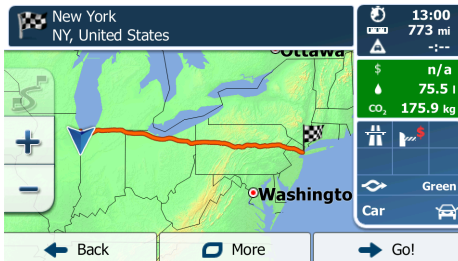 New York
NY, United States
13:00
773 mi
-:--
$ n/a
75.5 l
CO₂ 175.9 kg
Ottawa
$
Washingto
Green
Car
Back
More
Go!